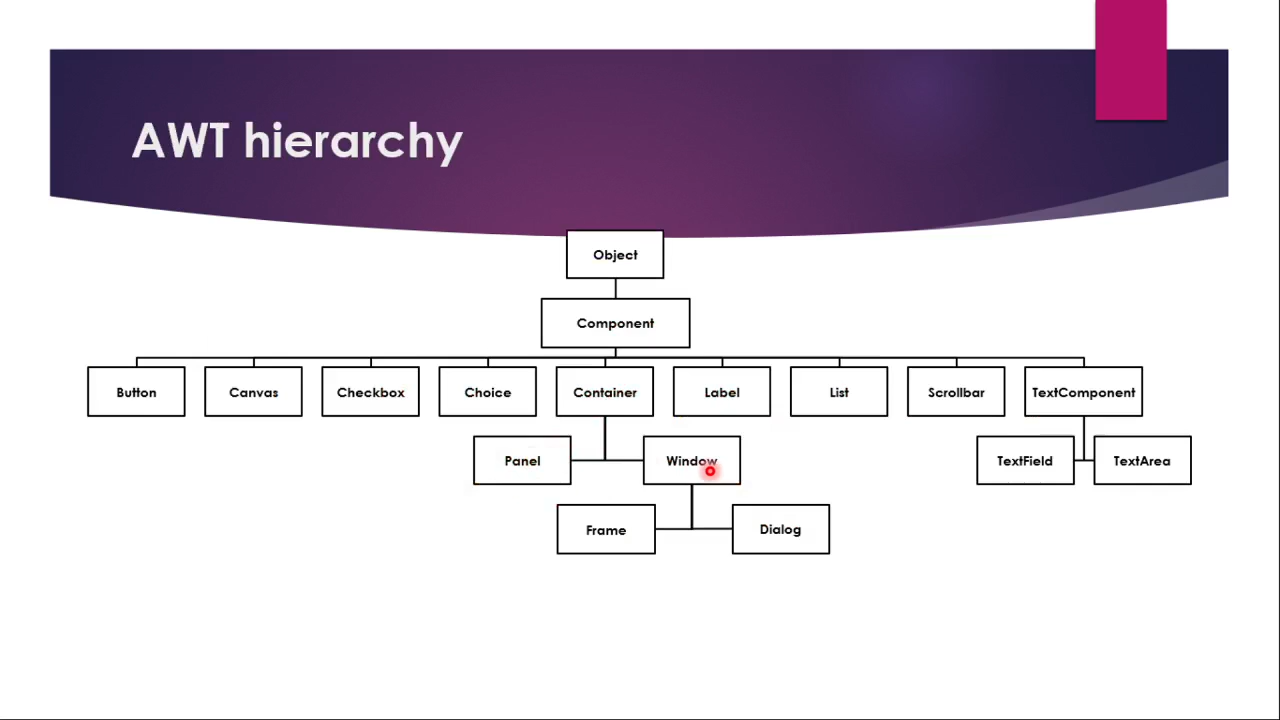 AWT hierarchy
Object
Component
Button
Canvas
Checkbox
Choice
Container
Label
List
Scrollbar
TextComponent
Panel
Window
TextField
TextArea
Frame
Dialog